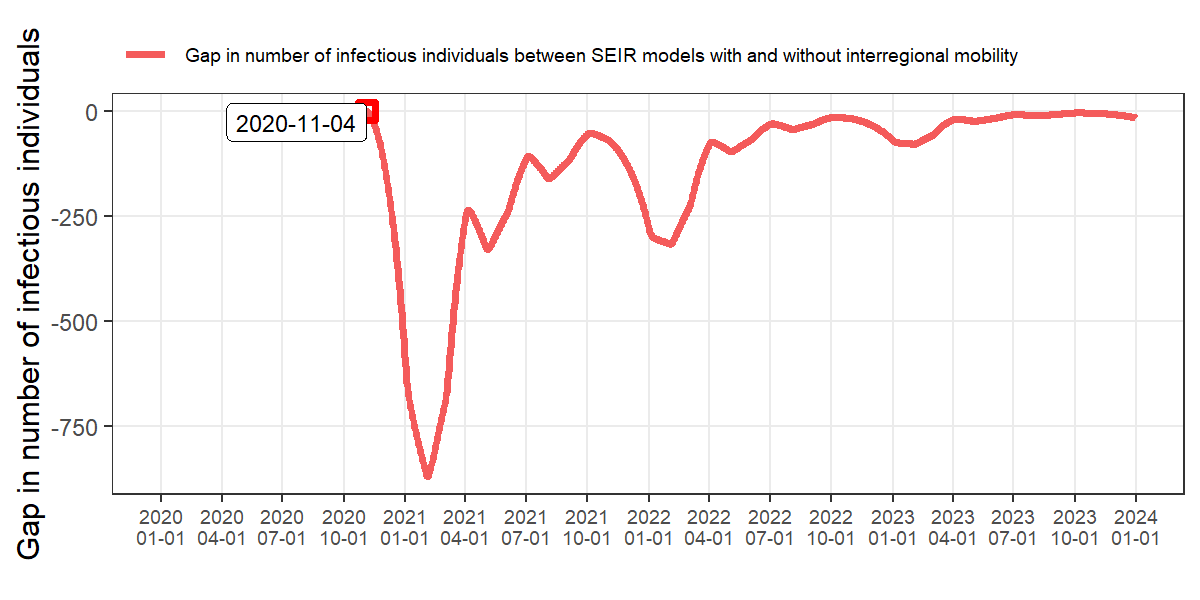 Gap in number of infectious individuals between SEIR models with and without interregional mobility
Gap in number of infectious individuals
0
-250
-500
-750
2020-11-04
2020 2020 2020 2020 2021 2021 2021 2021 2022 2022 2022 2022 2023 2023 2023 2023 2024
01-01 04-01 07-01 10-01 01-01 04-01 07-01 10-01 01-01 04-01 07-01 10-01 01-01 04-01 07-01 10-01 01-01